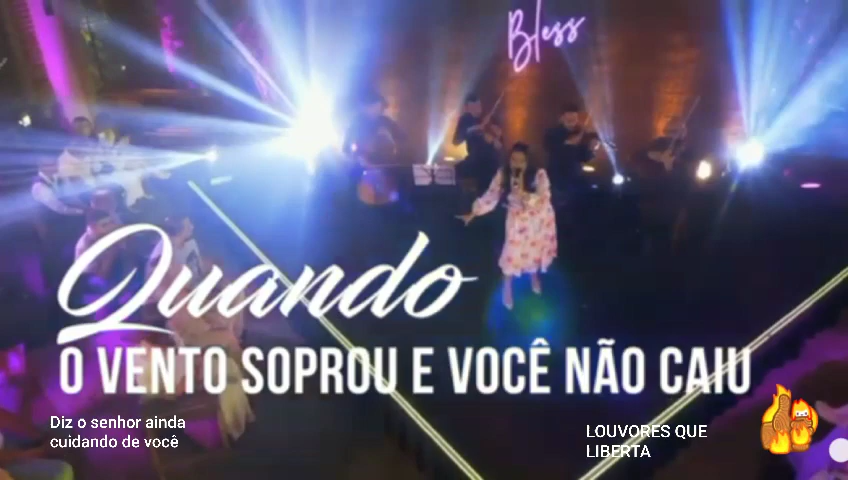 Bless
Quando
O VENTO SOPROU E VOCÊ NÃO CAIU
Diz o senhor ainda
cuidando de você
LOUVORES QUE
LIBERTA